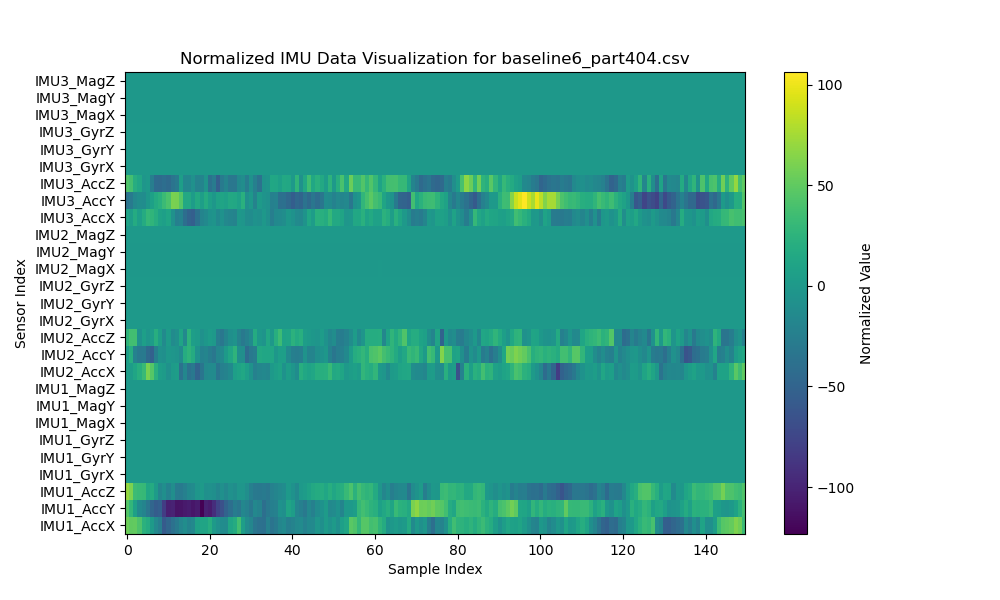 Normalized IMU Data Visualization for baseline6_part404.csv
IMU3_MagZ
IMU3_MagY
IMU3_MagX
IMU3_GyrZ
IMU3_GyrY
IMU3_GyrX
IMU3_AccZ
IMU3_AccY
IMU3_AccX
IMU2_MagZ
IMU2_MagY
IMU2_MagX
IMU2_GyrZ
IMU2_GyrY
IMU2_GyrX
IMU2_AccZ
IMU2_AccY
IMU2_AccX
IMU1_MagZ
IMU1_MagY
IMU1_MagX
IMU1_GyrZ
IMU1_GyrY
IMU1_GyrX
IMU1_AccZ
IMU1_AccY
IMU1_AccX
Sensor Index
0 20 40 60 80 100 120 140
Sample Index
100
50
0
−50
−100
Normalized Value